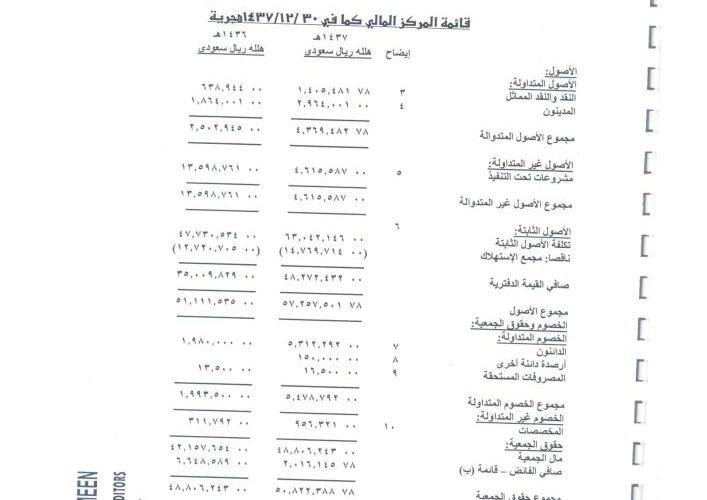 قائمة المركز المالي كما في ٣٠ /١٢/ ١٤٣٧هجرية
١٤٣٧هـ ١٤٣٦هـ
إيضاح هلله ريال سعودى هلله ريال سعودى
الأصول:
الأصول المتداولة:
النقد والنقد المماثل ٣ ١,٤٠٥,٤٨١ ٧٨ ٦٣٨,٩٤٤ ٠٠
المدينون ٤ ٢,٩٦٤,٠٠١ ٠٠ ١,٨٦٤,٠٠١ ٠٠
مجموع الأصول المتدوالة ٤,٣٦٩,٤٨٢ ٧٨ ٢,٥٠٢,٩٤٥ ٠٠
الأصول غير المتداولة:
مشروعات تحت التنفيذ ٥ ٤,٦١٥,٥٨٧ ٠٠ ١٣,٥٩٨,٧٦١ ٠٠
مجموع الأصول غير المتدوالة ٤,٦١٥,٥٨٧ ٠٠ ١٣,٥٩٨,٧٦١ ٠٠
الأصول الثابتة: ٦
تكلفة الأصول الثابتة ٦٣,٠٤٢,١٤٦ ٠٠ ٤٧,٧٣٠,٥٣٤ ٠٠
ناقصا: مجمع الإستهلاك (١٤,٧٦٩,٧١٤ ٠٠) (١٢,٧٢٠,٧٠٥ ٠٠)
صافي القيمة الدفترية ٤٨,٢٧٢,٤٣٢ ٠٠ ٣٥,٠٠٩,٨٢٩ ٠٠
مجموع الأصول ٥٧,٢٥٧,٥٠١ ٧٨ ٥١,١١١,٥٣٥ ٠٠
الخصوم وحقوق الجمعية:
الخصوم المتداولة:
الدائنون ٧ ٥,٣١٢,٢٩٢ ٠٠ ١,٩٨٠,٠٠٠ ٠٠
أرصدة دائنة أخرى ٨ ١٥٠,٠٠٠ ٠٠
المصروفات المستحقة ٩ ١٦,٥٠٠ ٠٠ ١٣,٥٠٠ ٠٠
مجموع الخصوم المتداولة ٥,٤٧٨,٧٩٢ ٠٠ ١,٩٩٣,٥٠٠ ٠٠
الخصوم غير المتداولة:
المخصصات ١٠ ٩٥٦,٣٢١ ٠٠ ٣١١,٧٩٢ ٠٠
حقوق الجمعية:
مال الجمعية ٤٨,٨٠٦,٢٤٣ ٠٠ ٤٢,١٥٧,٦٥٤ ٠٠
صافي الفائض – قائمة (ب) ٢,٠١٦,١٤٥ ٧٨ ٦,٦٤٨,٥٨٩ ٠٠
مجموع حقوق الجمعية ٥٠,٨٢٢,٣٨٨ ٧٨ ٤٨,٨٠٦,٢٤٣ ٠٠
MEEN
DITORS